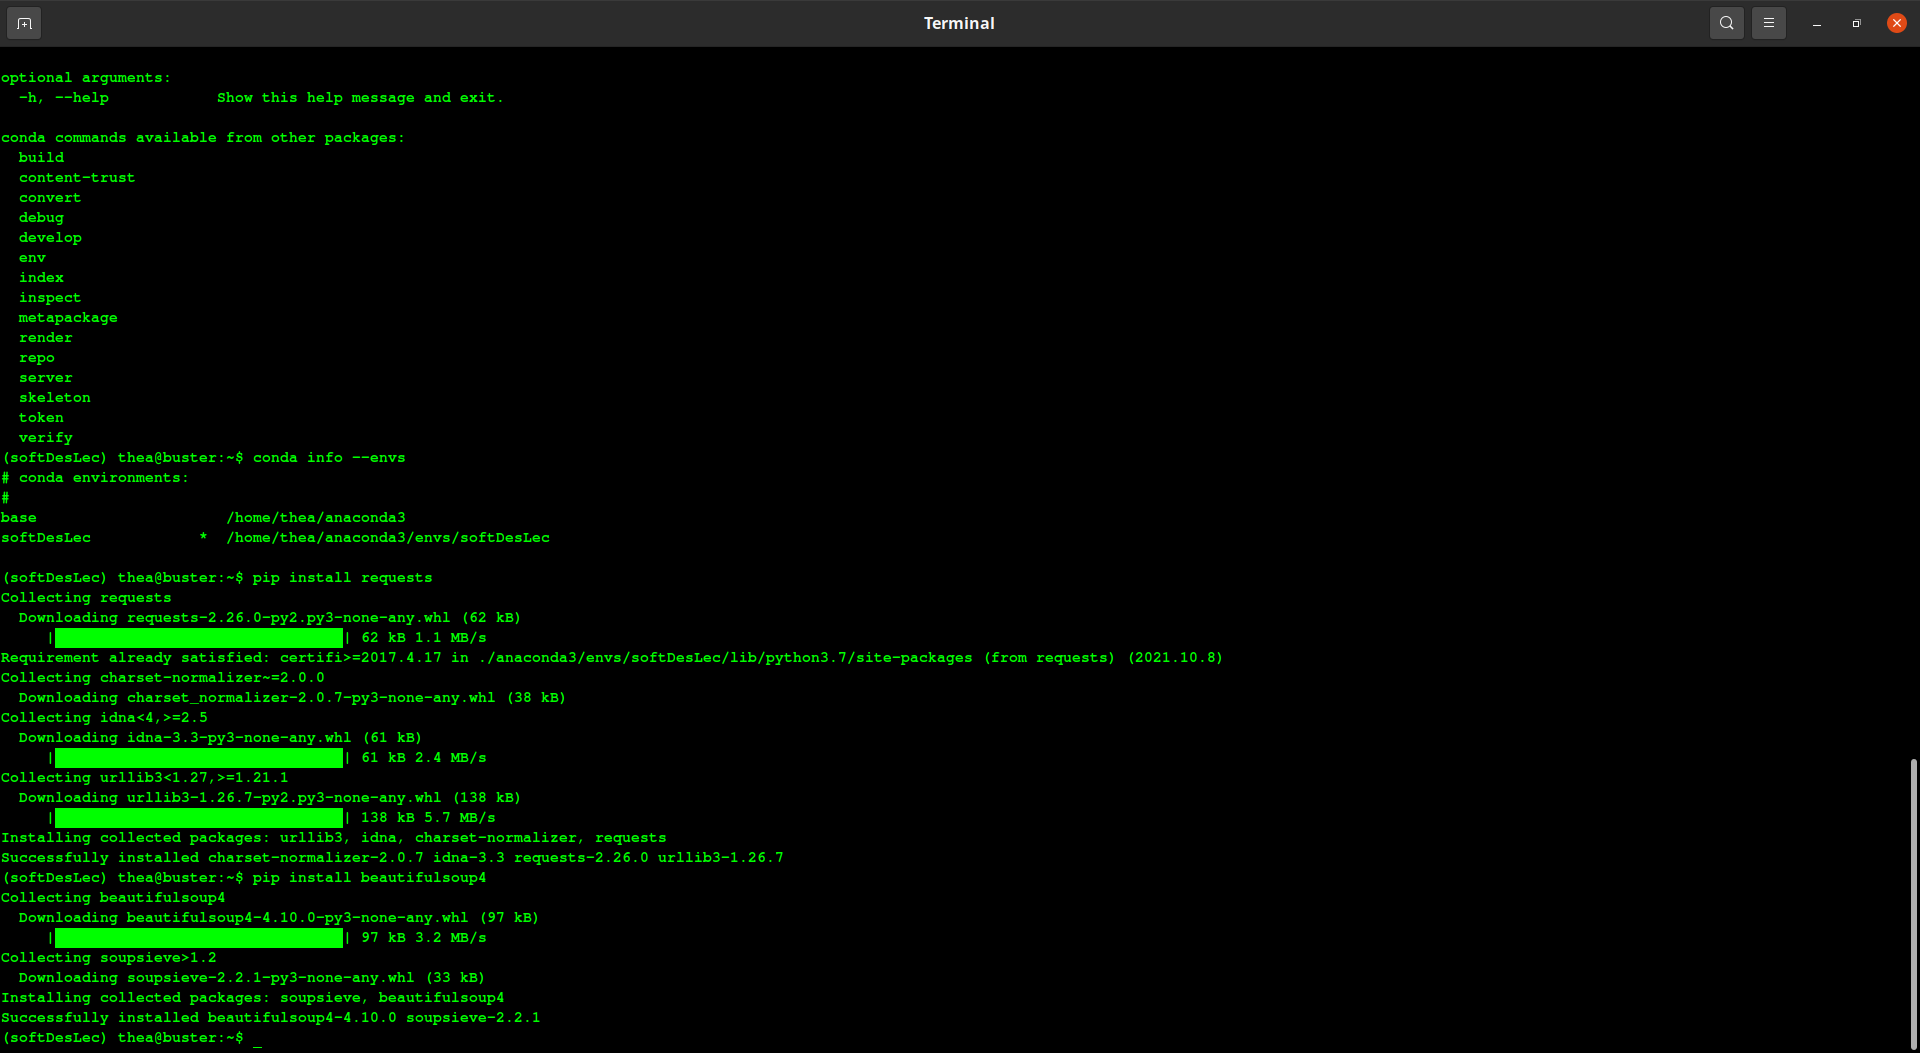 Terminal
optional arguments:
  -h, --help            Show this help message and exit.
conda commands available from other packages:
  build
  content-trust
  convert
  debug
  develop
  env
  index
  inspect
  metapackage
  render
  repo
  server
  skeleton
  token
  verify
(softDesLec) thea@buster:~$ conda info --envs
# conda environments:
#
base                     /home/thea/anaconda3
softDesLec            *  /home/thea/anaconda3/envs/softDesLec
(softDesLec) thea@buster:~$ pip install requests
Collecting requests
  Downloading requests-2.26.0-py2.py3-none-any.whl (62 kB)
     |████████████████████████████████| 62 kB 1.1 MB/s
Requirement already satisfied: certifi>=2017.4.17 in ./anaconda3/envs/softDesLec/lib/python3.7/site-packages (from requests) (2021.10.8)
Collecting charset-normalizer~=2.0.0
  Downloading charset_normalizer-2.0.7-py3-none-any.whl (38 kB)
Collecting idna<4,>=2.5
  Downloading idna-3.3-py3-none-any.whl (61 kB)
     |████████████████████████████████| 61 kB 2.4 MB/s
Collecting urllib3<1.27,>=1.21.1
  Downloading urllib3-1.26.7-py2.py3-none-any.whl (138 kB)
     |████████████████████████████████| 138 kB 5.7 MB/s
Installing collected packages: urllib3, idna, charset-normalizer, requests
Successfully installed charset-normalizer-2.0.7 idna-3.3 requests-2.26.0 urllib3-1.26.7
(softDesLec) thea@buster:~$ pip install beautifulsoup4
Collecting beautifulsoup4
  Downloading beautifulsoup4-4.10.0-py3-none-any.whl (97 kB)
     |████████████████████████████████| 97 kB 3.2 MB/s
Collecting soupsieve>1.2
  Downloading soupsieve-2.2.1-py3-none-any.whl (33 kB)
Installing collected packages: soupsieve, beautifulsoup4
Successfully installed beautifulsoup4-4.10.0 soupsieve-2.2.1
(softDesLec) thea@buster:~$ _